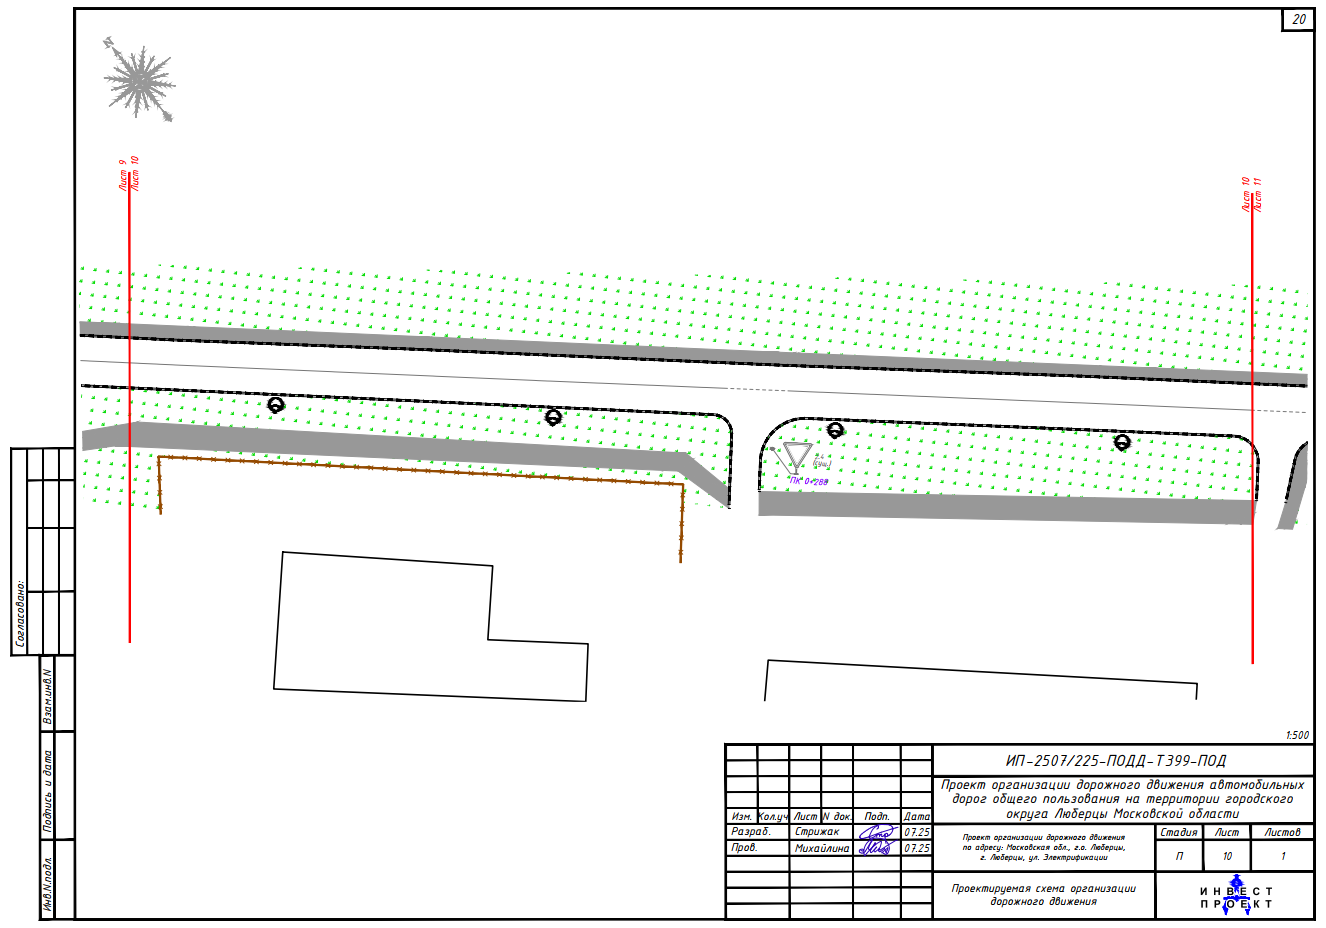 20
N
Лист 9
Лист 10
Лист 10
Лист 11
2.4
(сущ.)
ПК 0+288
Согласовано:
Взам.инв.N
Подпись и дата
Инв.N.подл.
1:500
ИП-2507/225-ПОДД-Т399-ПОД
Проект организации дорожного движения автомобильных
дорог общего пользования на территории городского
округа Люберцы Московской области
Изм. Кол.уч Лист N док. Подп. Дата
Разраб. Стрижак 07.25
Пров. Михайлина 07.25
Проект организации дорожного движения
по адресу: Московская обл., г.о. Люберцы,
г. Люберцы, ул. Электрификации
Стадия Лист Листов
П 10 1
Проектируемая схема организации
дорожного движения
ИНВЕСТ
ПРОЕКТ